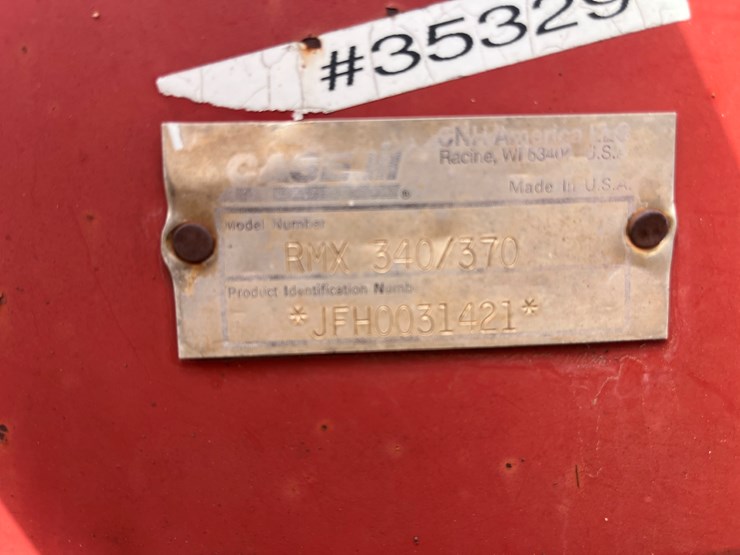 #35329
CASE IH
CNH America LLC
Racine, WI 53404 U.S.A.
Made in U.S.A.
Model Number
RMX 340/370
Product Identification Numb
*JFH0031421*